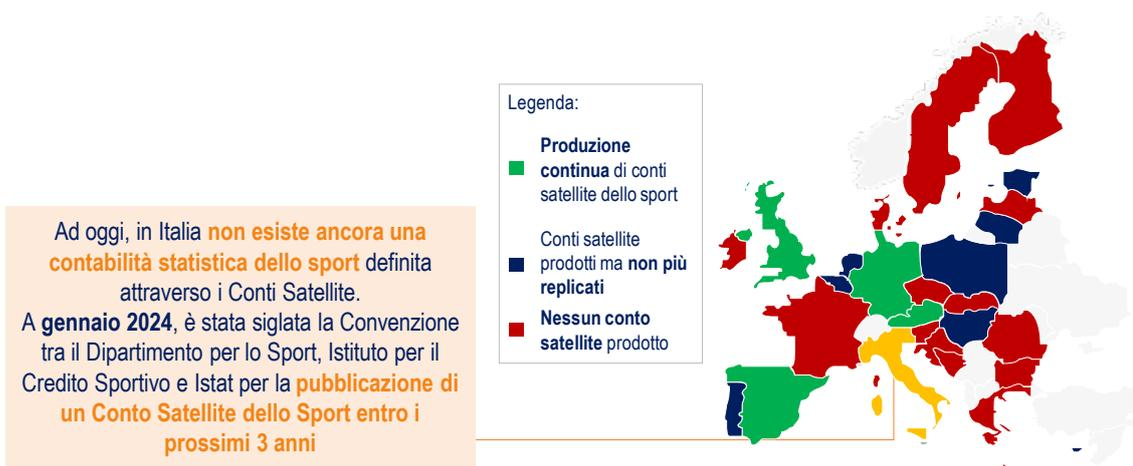 Legenda:
Produzione
continua di conti
satellite dello sport
Conti satellite
prodotti ma non più
replicati
Nessun conto
satellite prodotto
Ad oggi, in Italia non esiste ancora una
contabilità statistica dello sport definita
attraverso i Conti Satellite.
A gennaio 2024, è stata siglata la Convenzione
tra il Dipartimento per lo Sport, Istituto per il
Credito Sportivo e Istat per la pubblicazione di
un Conto Satellite dello Sport entro i
prossimi 3 anni